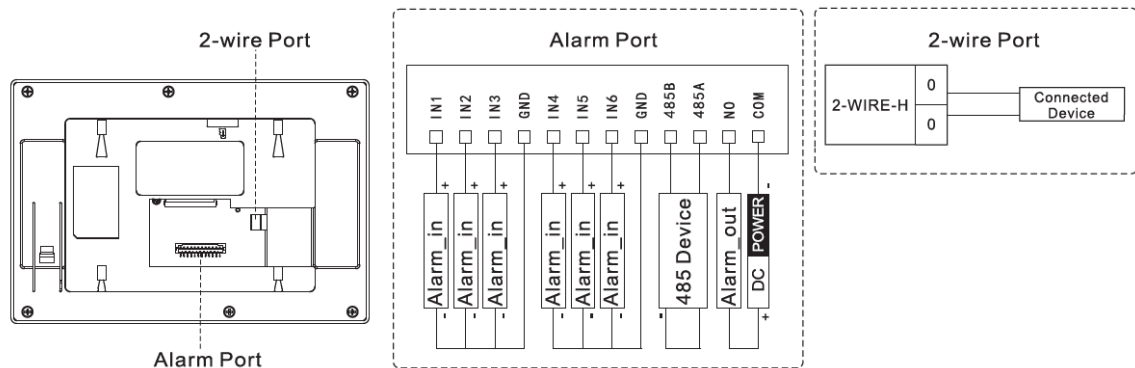 2-wire Port
Alarm Port
Alarm Port
IN1
IN2
IN3
GND
IN4
IN5
IN6
GND
485B
485A
NO
COM
+
+
+
+
+
+
-
Alarm_in
Alarm_in
Alarm_in
Alarm_in
Alarm_in
Alarm_in
485 Device
Alarm_out
DC POWER
-
-
-
-
-
-
-
+
2-wire Port
2-WIRE-H
0
0
Connected
Device